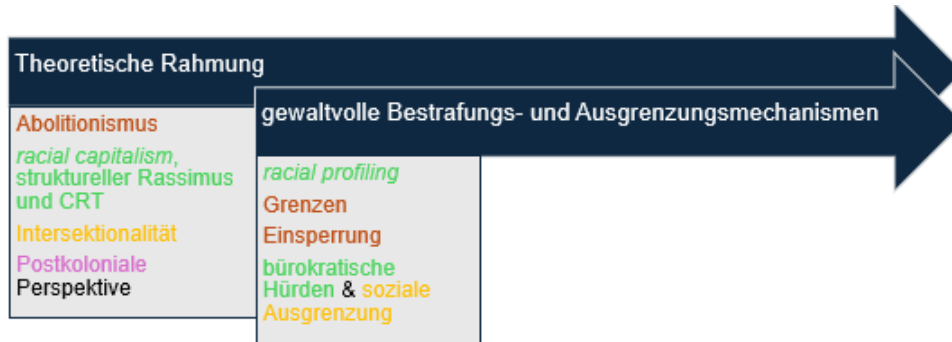 Theoretische Rahmung
Abolitionismus
racial capitalism,
struktureller Rassimus
und CRT
Intersektionalität
Postkoloniale
Perspektive
gewaltvolle Bestrafungs- und Ausgrenzungsmechanismen
racial profiling
Grenzen
Einsperrung
bürokratische
Hürden & soziale
Ausgrenzung